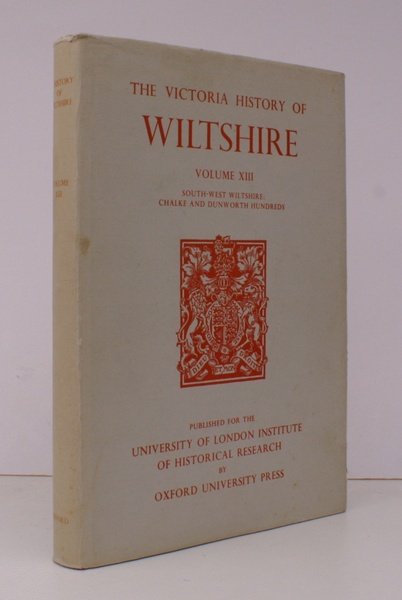 THE VICTORIA HISTORY OF
WILTSHIRE
VOLUME XIII
SOUTH-WEST WILTSHIRE:
CHALKE AND DUNWORTH HUNDREDS
PUBLISHED FOR THE
UNIVERSITY OF LONDON INSTITUTE
OF HISTORICAL RESEARCH
BY
OXFORD UNIVERSITY PRESS
HISTORY
OF
WILTSHIRE
VOLUME
XIII
OXFORD